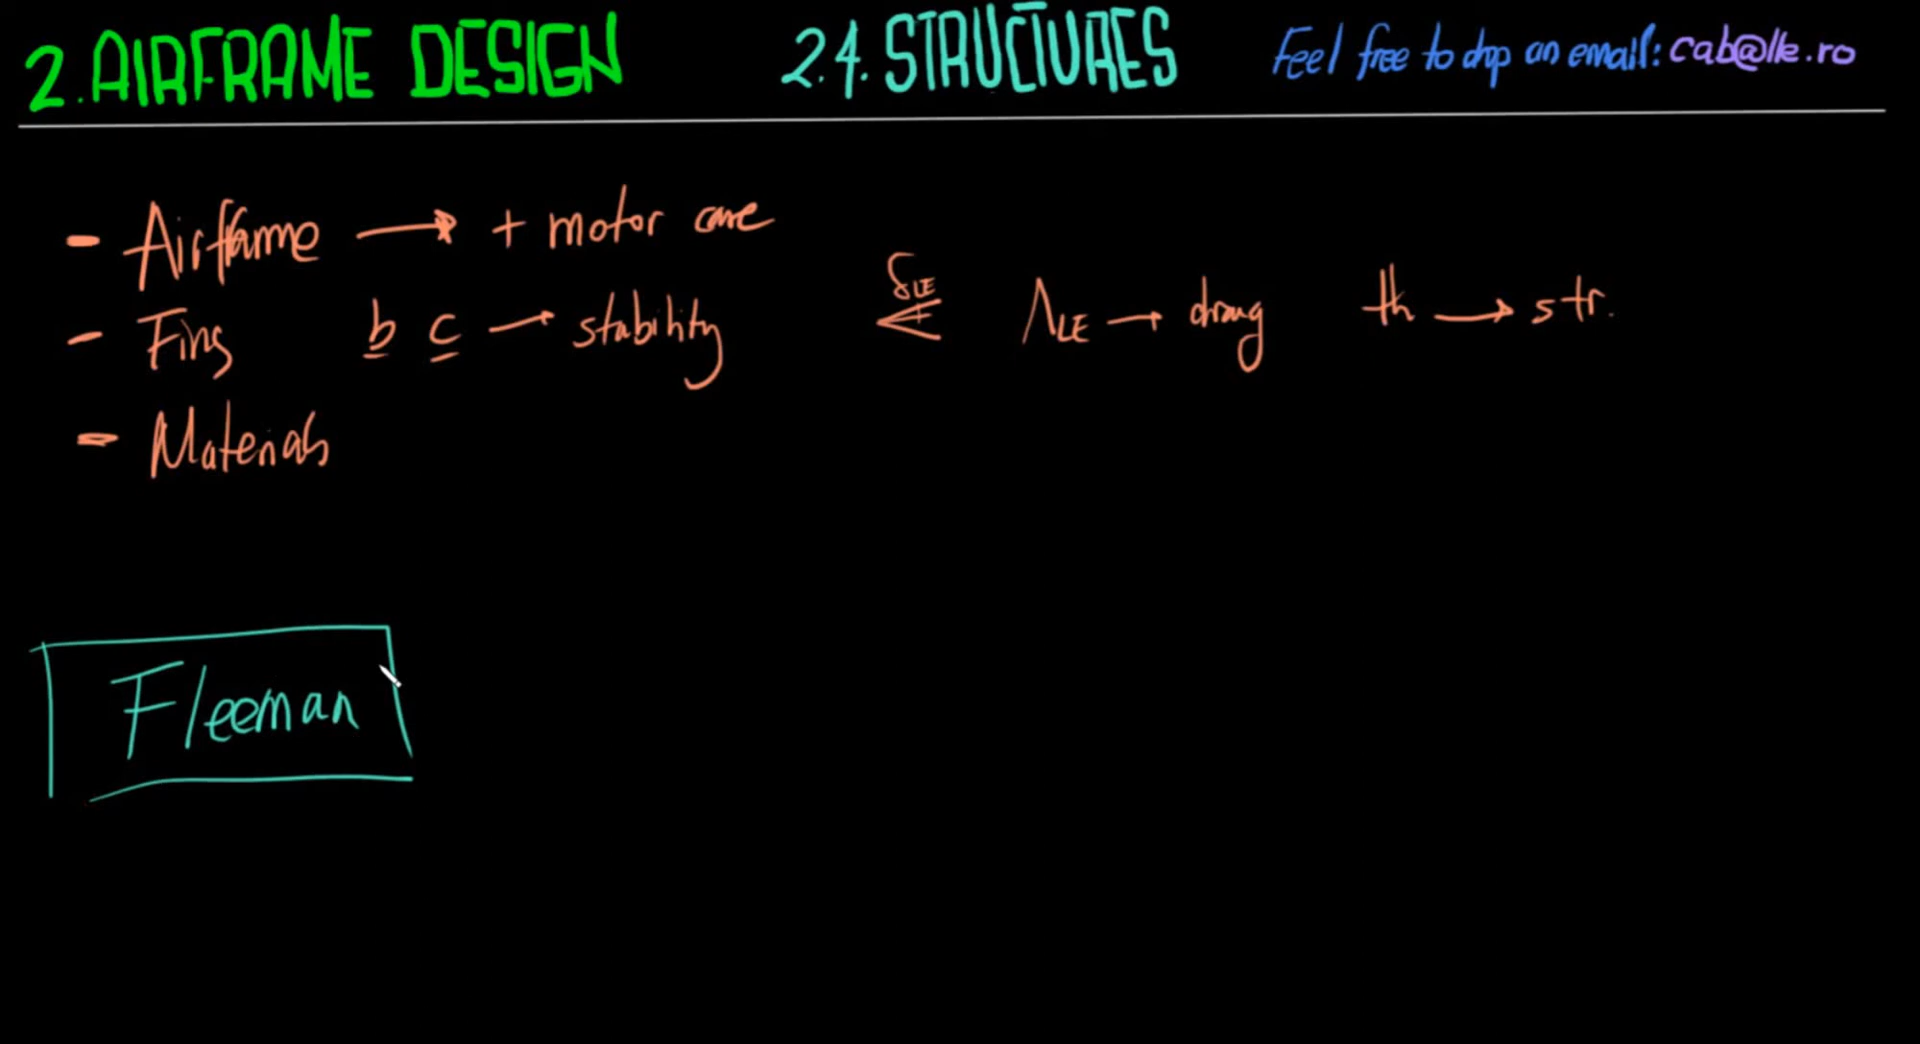 2. AIRFRAME DESIGN 2.4. STRUCTURES Feel free to drop an email: cab@lle.ro
- Airframe → + motor case
- Fins b c → stability δLE ΛLE → drag th → str.
- Materials
Fleeman